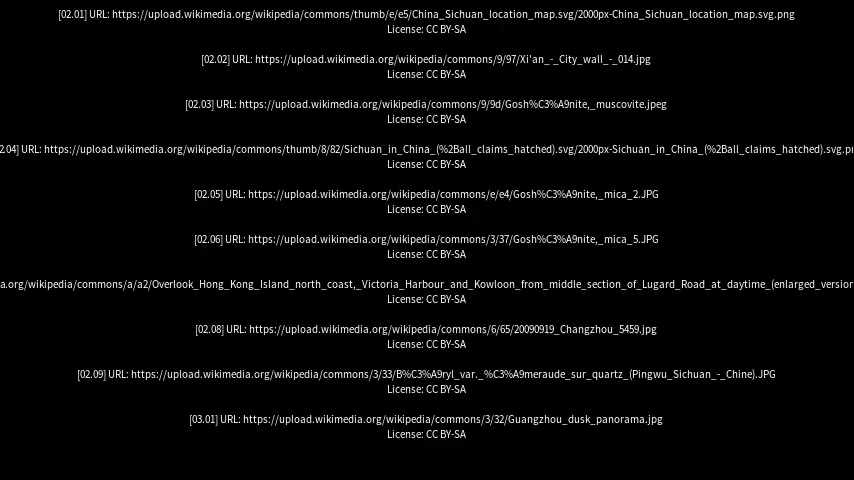 [02.01] URL: https://upload.wikimedia.org/wikipedia/commons/thumb/e/e5/China_Sichuan_location_map.svg/2000px-China_Sichuan_location_map.svg.png
License: CC BY-SA
[02.02] URL: https://upload.wikimedia.org/wikipedia/commons/9/97/Xi'an_-_City_wall_-_014.jpg
License: CC BY-SA
[02.03] URL: https://upload.wikimedia.org/wikipedia/commons/9/9d/Gosh%C3%A9nite,_muscovite.jpeg
License: CC BY-SA
2.04] URL: https://upload.wikimedia.org/wikipedia/commons/thumb/8/82/Sichuan_in_China_(%2Ball_claims_hatched).svg/2000px-Sichuan_in_China_(%2Ball_claims_hatched).svg.pn
License: CC BY-SA
[02.05] URL: https://upload.wikimedia.org/wikipedia/commons/e/e4/Gosh%C3%A9nite,_mica_2.JPG
License: CC BY-SA
[02.06] URL: https://upload.wikimedia.org/wikipedia/commons/3/37/Gosh%C3%A9nite,_mica_5.JPG
License: CC BY-SA
a.org/wikipedia/commons/a/a2/Overlook_Hong_Kong_Island_north_coast,_Victoria_Harbour_and_Kowloon_from_middle_section_of_Lugard_Road_at_daytime_(enlarged_version
License: CC BY-SA
[02.08] URL: https://upload.wikimedia.org/wikipedia/commons/6/65/20090919_Changzhou_5459.jpg
License: CC BY-SA
[02.09] URL: https://upload.wikimedia.org/wikipedia/commons/3/33/B%C3%A9ryl_var._%C3%A9meraude_sur_quartz_(Pingwu_Sichuan_-_Chine).JPG
License: CC BY-SA
[03.01] URL: https://upload.wikimedia.org/wikipedia/commons/3/32/Guangzhou_dusk_panorama.jpg
License: CC BY-SA